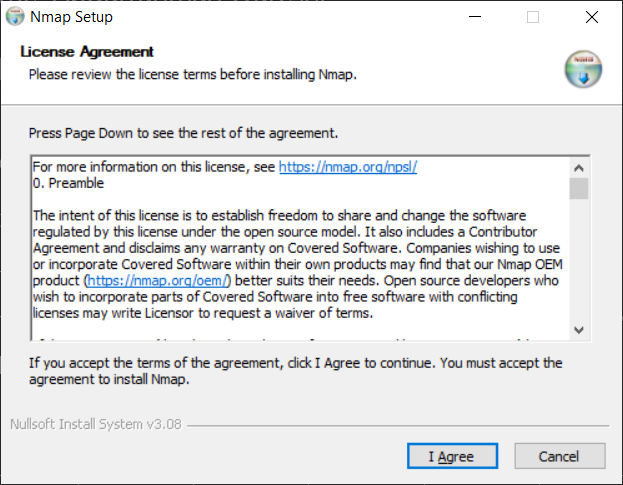 Nmap Setup
License Agreement
Please review the license terms before installing Nmap.
Press Page Down to see the rest of the agreement.
For more information on this license, see https://nmap.org/npsl/
0. Preamble
The intent of this license is to establish freedom to share and change the software
regulated by this license under the open source model. It also includes a Contributor
Agreement and disclaims any warranty on Covered Software. Companies wishing to use
or incorporate Covered Software within their own products may find that our Nmap OEM
product (https://nmap.org/oem/) better suits their needs. Open source developers who
wish to incorporate parts of Covered Software into free software with conflicting
licenses may write Licensor to request a waiver of terms.
If you accept the terms of the agreement, click I Agree to continue. You must accept the
agreement to install Nmap.
Nullsoft Install System v3.08
I Agree
Cancel